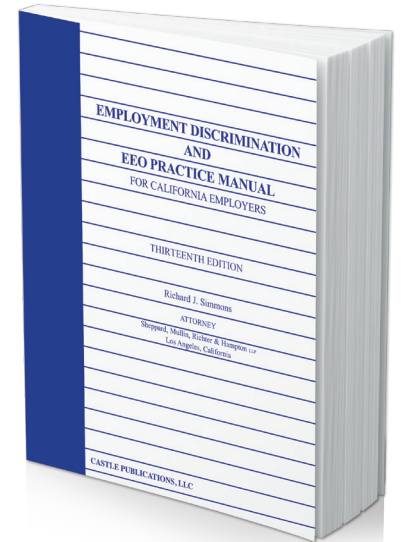 EMPLOYMENT DISCRIMINATION
AND
EEO PRACTICE MANUAL
FOR CALIFORNIA EMPLOYERS
THIRTEENTH EDITION
Richard J. Simmons
ATTORNEY
Sheppard, Mullin, Richter & Hampton LLP
Los Angeles, California
CASTLE PUBLICATIONS, LLC